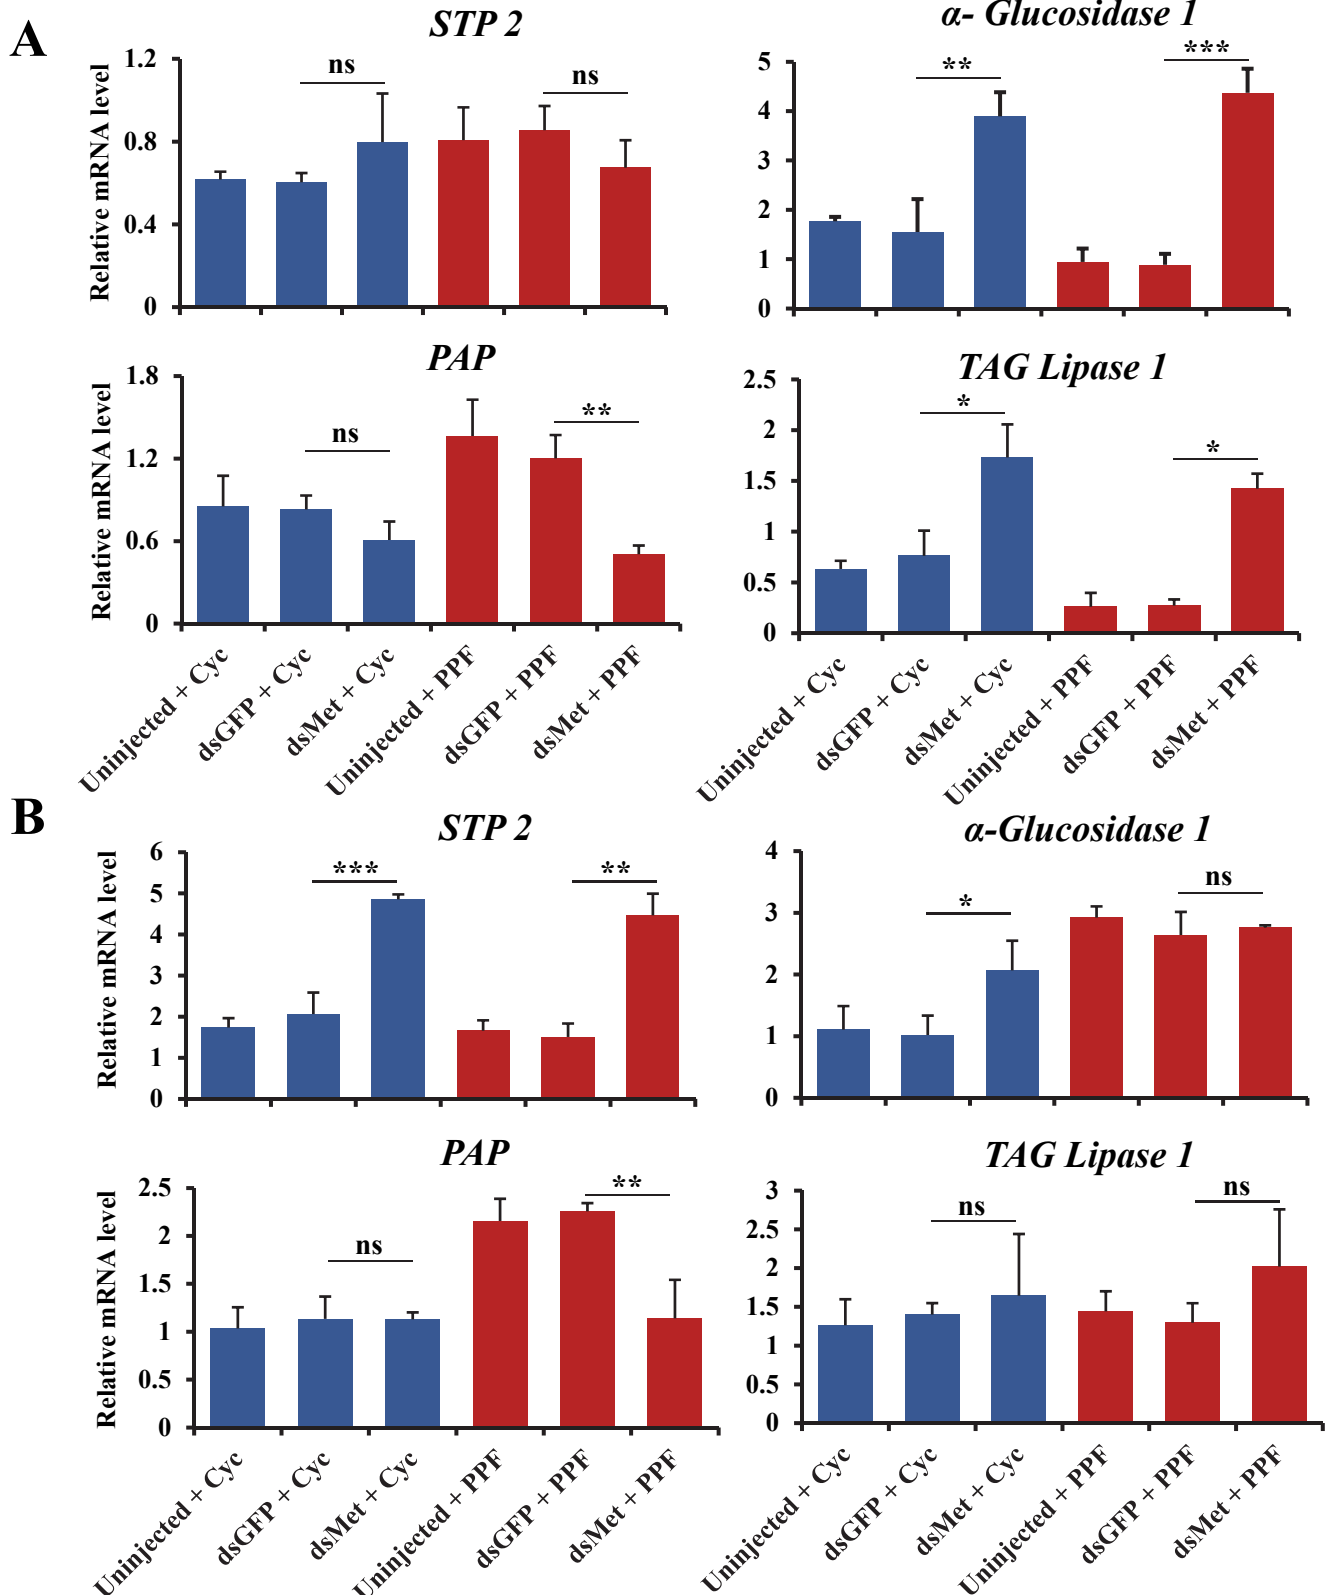 A
STP 2
Relative mRNA level
1.2
0.8
0.4
0
ns
ns
α- Glucosidase 1
5
4
3
2
1
0
**
***
PAP
Relative mRNA level
1.8
1.2
0.6
0
ns
**
Uninjected + Cyc
dsGFP + Cyc
dsMet + Cyc
Uninjected + PPF
dsGFP + PPF
dsMet + PPF
TAG Lipase 1
2.5
2
1.5
1
0.5
0
*
*
Uninjected + Cyc
dsGFP + Cyc
dsMet + Cyc
Uninjected + PPF
dsGFP + PPF
dsMet + PPF
B
STP 2
Relative mRNA level
6
5
4
3
2
1
0
***
**
α-Glucosidase 1
4
3
2
1
0
*
ns
PAP
Relative mRNA level
2.5
2
1.5
1
0.5
0
ns
**
Uninjected + Cyc
dsGFP + Cyc
dsMet + Cyc
Uninjected + PPF
dsGFP + PPF
dsMet + PPF
TAG Lipase 1
3
2.5
2
1.5
1
0.5
0
ns
ns
Uninjected + Cyc
dsGFP + Cyc
dsMet + Cyc
Uninjected + PPF
dsGFP + PPF
dsMet + PPF